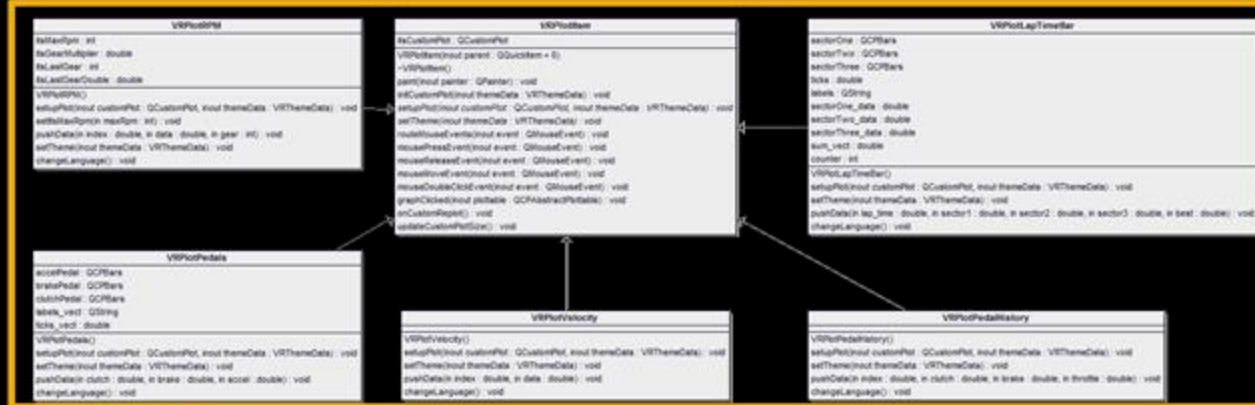 VRPlotRPM
itsMaxRpm : int
itsGearMultiplier : double
itsLastGear : int
itsLastGearDouble : double
VRPlotRPM()
setupPlot(inout customPlot : QCustomPlot, inout themeData : VRThemeData) : void
setItsMaxRpm(in maxRpm : int) : void
pushData(in index : double, in data : double, in gear : int) : void
setTheme(inout themeData : VRThemeData) : void
changeLanguage() : void
VRPlotItem
itsCustomPlot : QCustomPlot
VRPlotItem(inout parent : QQuickItem = 0)
~VRPlotItem()
paint(inout painter : QPainter) : void
initCustomPlot(inout themeData : VRThemeData) : void
setupPlot(inout customPlot : QCustomPlot, inout themeData : VRThemeData) : void
setTheme(inout themeData : VRThemeData) : void
routeMouseEvents(inout event : QMouseEvent) : void
mousePressEvent(inout event : QMouseEvent) : void
mouseReleaseEvent(inout event : QMouseEvent) : void
mouseMoveEvent(inout event : QMouseEvent) : void
mouseDoubleClickEvent(inout event : QMouseEvent) : void
graphClicked(inout plottable : QCPAbstractPlottable) : void
onCustomReplot() : void
updateCustomPlotSize() : void
VRPlotLapTimeBar
sectorOne : QCPBars
sectorTwo : QCPBars
sectorThree : QCPBars
ticks : double
labels : QString
sectorOne_data : double
sectorTwo_data : double
sectorThree_data : double
sum_vect : double
counter : int
VRPlotLapTimeBar()
setupPlot(inout customPlot : QCustomPlot, inout themeData : VRThemeData) : void
setTheme(inout themeData : VRThemeData) : void
pushData(in lap_time : double, in sector1 : double, in sector2 : double, in sector3 : double, in best : double) : void
changeLanguage() : void
VRPlotPedals
accelPedal : QCPBars
brakePedal : QCPBars
clutchPedal : QCPBars
labels_vect : QString
ticks_vect : double
VRPlotPedals()
setupPlot(inout customPlot : QCustomPlot, inout themeData : VRThemeData) : void
setTheme(inout themeData : VRThemeData) : void
pushData(in clutch : double, in brake : double, in accel : double) : void
changeLanguage() : void
VRPlotVelocity
VRPlotVelocity()
setupPlot(inout customPlot : QCustomPlot, inout themeData : VRThemeData) : void
setTheme(inout themeData : VRThemeData) : void
pushData(in index : double, in data : double) : void
changeLanguage() : void
VRPlotPedalHistory
VRPlotPedalHistory()
setupPlot(inout customPlot : QCustomPlot, inout themeData : VRThemeData) : void
setTheme(inout themeData : VRThemeData) : void
pushData(in index : double, in clutch : double, in brake : double, in throttle : double) : void
changeLanguage() : void